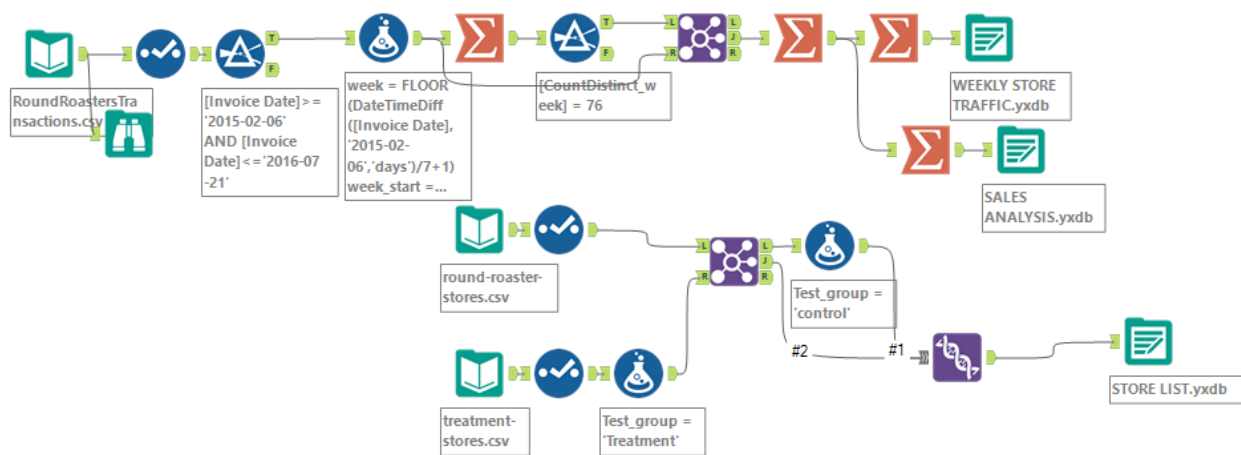 T
F
T
F
L
R
L
J
R
RoundRoastersTra
nsactions.csv
[Invoice Date]>=
'2015-02-06'
AND [Invoice
Date]<='2016-07
-21'
week = FLOOR
(DateTimeDiff
([Invoice Date],
'2015-02-
06','days')/7+1)
week_start =...
[CountDistinct_w
eek] = 76
WEEKLY STORE
TRAFFIC.yxdb
SALES
ANALYSIS.yxdb
round-roaster-
stores.csv
L
R
L
J
R
Test_group =
'control'
#2
#1
treatment-
stores.csv
Test_group =
'Treatment'
STORE LIST.yxdb